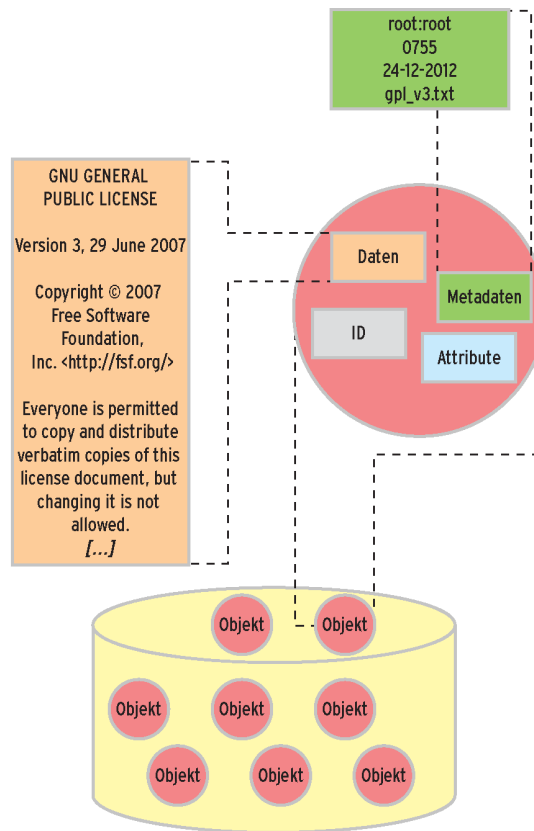 root:root
0755
24-12-2012
gpl_v3.txt
GNU GENERAL
PUBLIC LICENSE
Version 3, 29 June 2007
Copyright © 2007
Free Software
Foundation,
Inc. <http://fsf.org/>
Everyone is permitted
to copy and distribute
verbatim copies of this
license document, but
changing it is not
allowed.
[...]
Daten
Metadaten
ID
Attribute
Objekt
Objekt
Objekt
Objekt
Objekt
Objekt
Objekt
Objekt